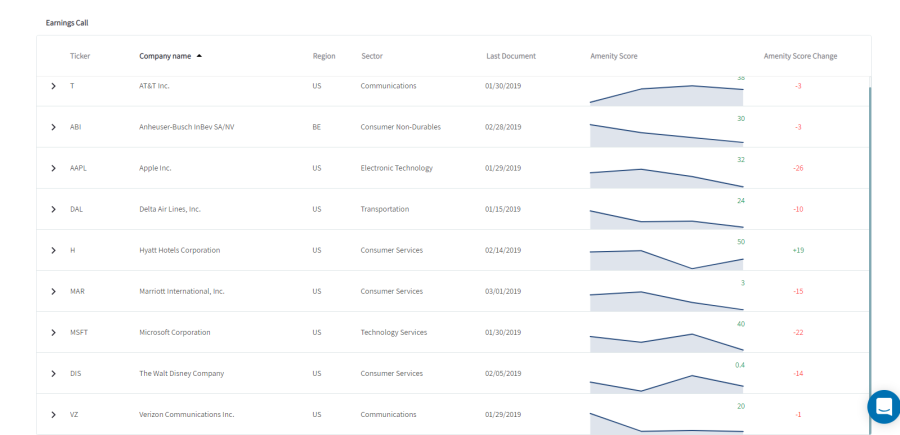 Earnings Call
Ticker Company name Region Sector Last Document Amenity Score Amenity Score Change
T AT&T Inc. US Communications 01/30/2019 38 -3
ABI Anheuser-Busch InBev SA/NV BE Consumer Non-Durables 02/28/2019 30 -3
AAPL Apple Inc. US Electronic Technology 01/29/2019 32 -26
DAL Delta Air Lines, Inc. US Transportation 01/15/2019 24 -10
H Hyatt Hotels Corporation US Consumer Services 02/14/2019 50 +19
MAR Marriott International, Inc. US Consumer Services 03/01/2019 3 -15
MSFT Microsoft Corporation US Technology Services 01/30/2019 40 -22
DIS The Walt Disney Company US Consumer Services 02/05/2019 0.4 -14
VZ Verizon Communications Inc. US Communications 01/29/2019 20 -1